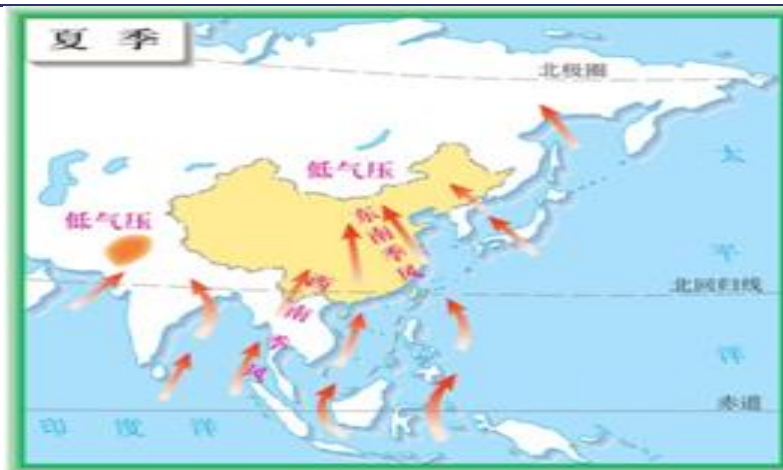 夏季
北极圈
太平洋
低气压
低气压
东南季风
西南季风
北回归线
赤道
印度洋